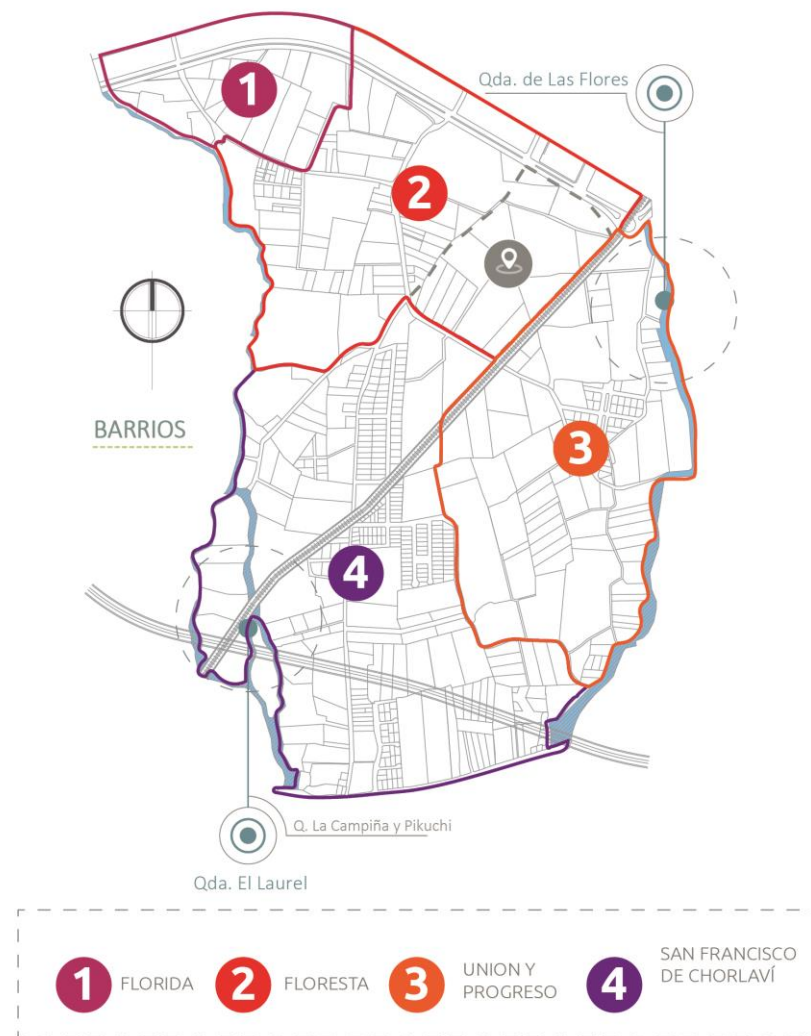 1
Qda. de Las Flores
2
BARRIOS
3
4
Q. La Campiña y Pikuchi
Qda. El Laurel
1 FLORIDA
2 FLORESTA
3 UNION Y
PROGRESO
4 SAN FRANCISCO
DE CHORLAVÍ